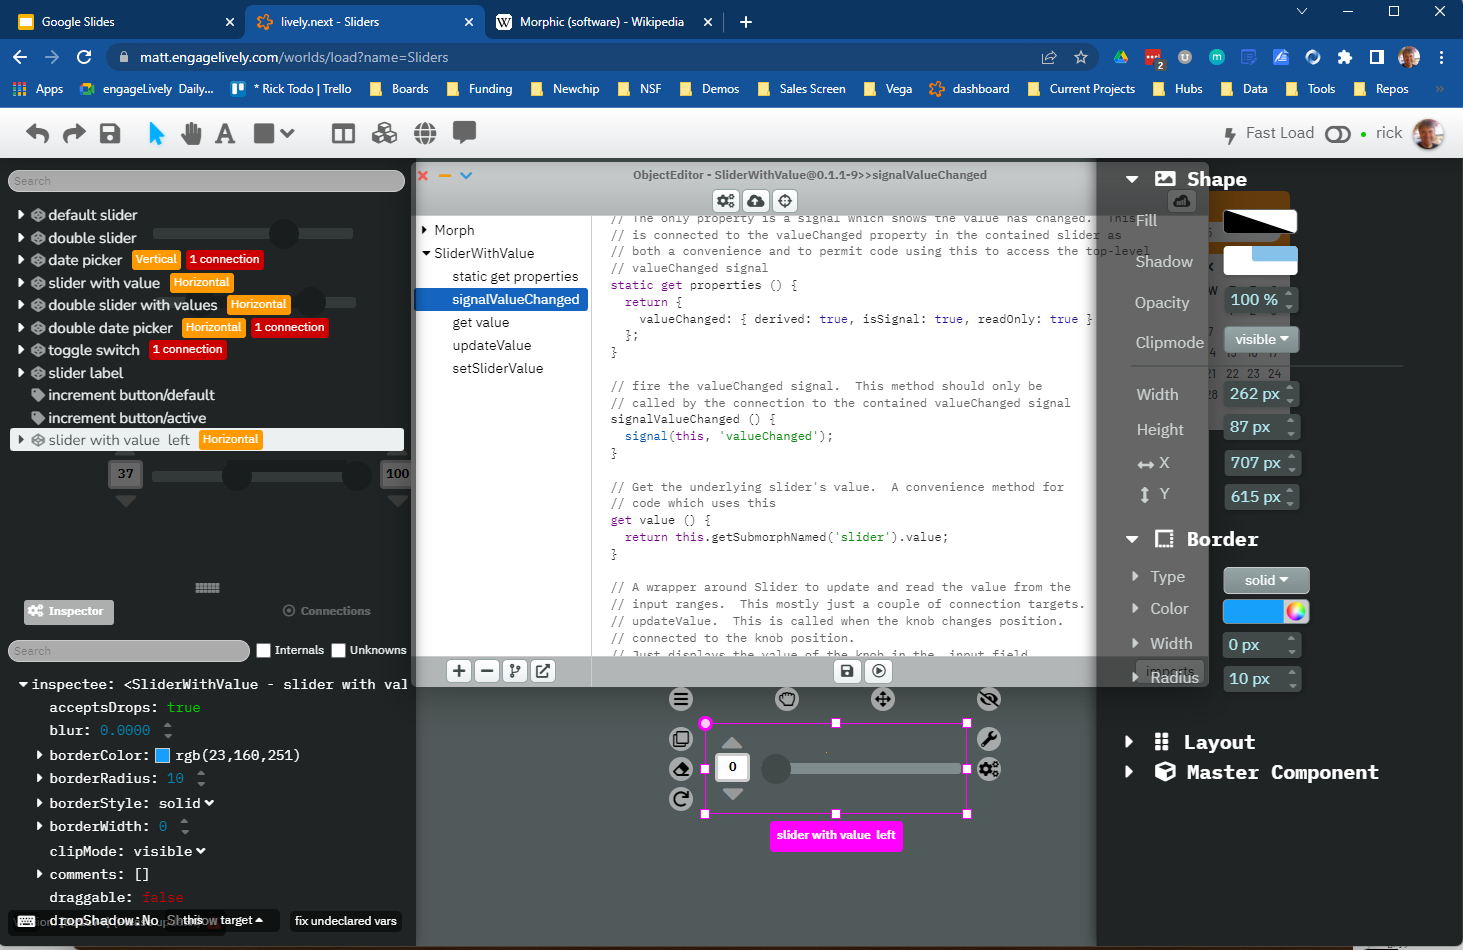 Google Slides
lively.next - Sliders
Morphic (software) - Wikipedia
matt.engagelively.com/worlds/load?name=Sliders
2
Apps
engageLively Daily...
* Rick Todo | Trello
Boards
Funding
Newchip
NSF
Demos
Sales Screen
Vega
dashboard
Current Projects
Hubs
Data
Tools
Repos
»
A
Fast Load
rick
Search
default slider
double slider
date picker Vertical 1 connection
slider with value Horizontal
double slider with values Horizontal
double date picker Horizontal 1 connection
toggle switch 1 connection
slider label
increment button/default
increment button/active
slider with value left Horizontal
37
100
Inspector
Connections
Search
Internals
Unknowns
inspectee: <SliderWithValue - slider with val
acceptsDrops: true
blur: 0.0000
borderColor: rgb(23,160,251)
borderRadius: 10
borderStyle: solid
borderWidth: 0
clipMode: visible
comments: []
draggable: false
dropShadow:No
this
target
fix undeclared vars
ObjectEditor - SliderWithValue@0.1.1-9>>signalValueChanged
Morph
SliderWithValue
static get properties
signalValueChanged
get value
updateValue
setSliderValue
// The only property is a signal which shows the value has changed. This
// is connected to the valueChanged property in the contained slider as
// both a convenience and to permit code using this to access the top-level
// valueChanged signal
static get properties () {
return {
valueChanged: { derived: true, isSignal: true, readOnly: true }
};
}
// fire the valueChanged signal. This method should only be
// called by the connection to the contained valueChanged signal
signalValueChanged () {
signal(this, 'valueChanged');
}
// Get the underlying slider's value. A convenience method for
// code which uses this
get value () {
return this.getSubmorphNamed('slider').value;
}
// A wrapper around Slider to update and read the value from the
// input ranges. This mostly just a couple of connection targets.
// updateValue. This is called when the knob changes position.
// connected to the knob position.
// Just displays the value of the knob in the input field
imports
0
slider with value left
Shape
Fill
Shadow
Opacity
100 %
Clipmode
visible
21 22 23 24
Width
262 px
Height
87 px
X
707 px
Y
615 px
Border
Type
solid
Color
Width
0 px
Radius
10 px
Layout
Master Component